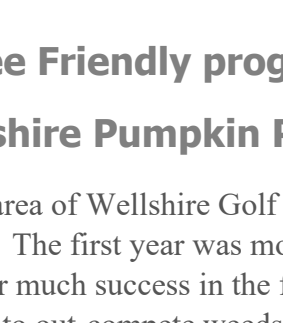 ee Friendly prog
shire Pumpkin P
area of Wellshire Golf
The first year was mo
r much success in the f
to out-compete weeds